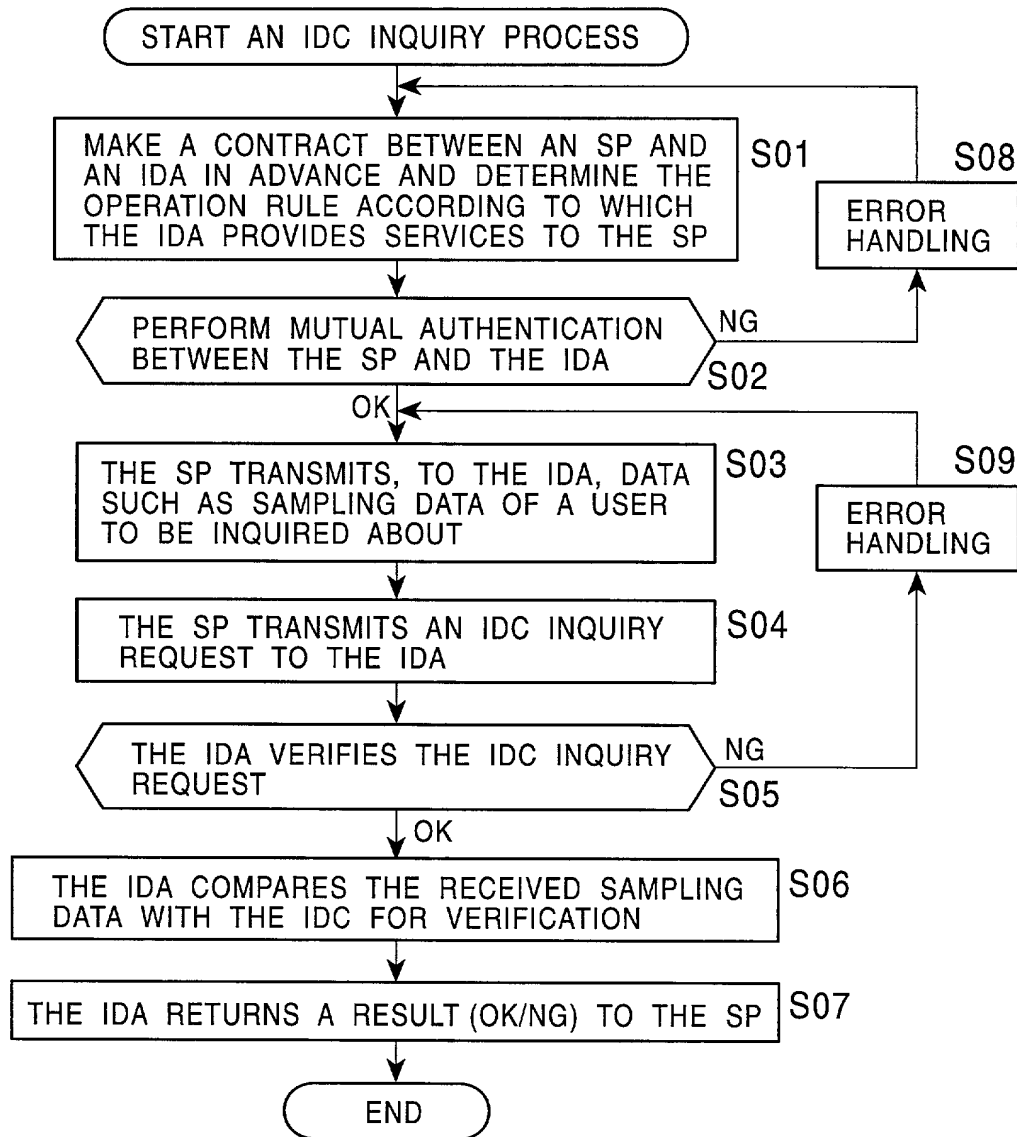 START AN IDC INQUIRY PROCESS
MAKE A CONTRACT BETWEEN AN SP AND
AN IDA IN ADVANCE AND DETERMINE THE
OPERATION RULE ACCORDING TO WHICH
THE IDA PROVIDES SERVICES TO THE SP
S01
S08
ERROR
HANDLING
PERFORM MUTUAL AUTHENTICATION
BETWEEN THE SP AND THE IDA
NG
S02
OK
THE SP TRANSMITS, TO THE IDA, DATA
SUCH AS SAMPLING DATA OF A USER
TO BE INQUIRED ABOUT
S03
S09
ERROR
HANDLING
THE SP TRANSMITS AN IDC INQUIRY
REQUEST TO THE IDA
S04
THE IDA VERIFIES THE IDC INQUIRY
REQUEST
NG
S05
OK
THE IDA COMPARES THE RECEIVED SAMPLING
DATA WITH THE IDC FOR VERIFICATION
S06
THE IDA RETURNS A RESULT (OK/NG) TO THE SP
S07
END